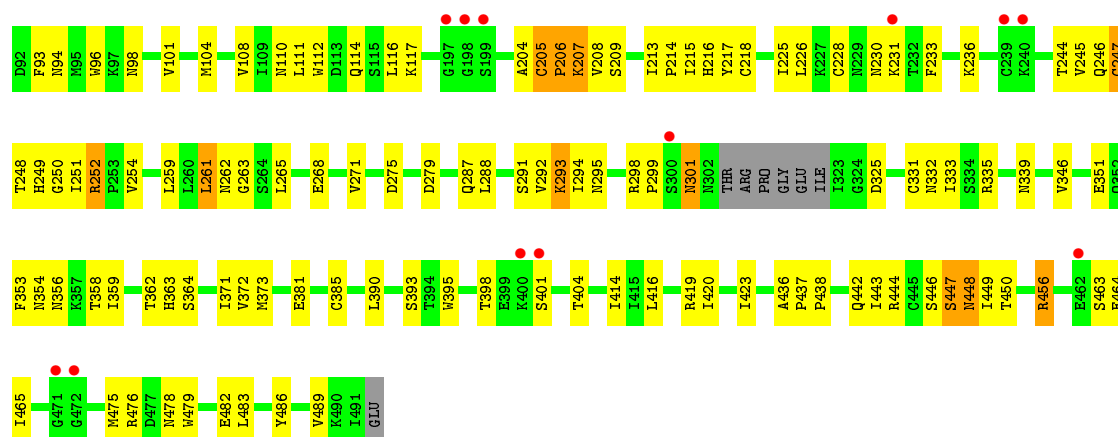 D92 F93 N94 M95 W96 K97 N98 V101 M104 V108 I109 N110 L111 W112 D113 Q114 S115 L116 K117 G197 G198 S199 A204 C205 P206 K207 V208 S209 I213 P214 I215 H216 Y217 C218 I225 L226 K227 C228 N229 N230 K231 T232 F233 K236 C239 K240 T244 V245 Q246 C247
T248 H249 G250 I251 R252 P253 V254 L259 L260 L261 N262 G263 S264 L265 E268 V271 D275 D279 Q287 L288 S291 V292 K293 I294 N295 R298 P299 S300 N301 N302 THR ARG PRO GLY GLU ILE I323 G324 D325 C331 N332 I333 S334 R335 N339 V346 E351 D352
F353 N354 N356 K357 T358 I359 T362 H363 S364 I371 V372 M373 E381 C385 L390 S393 T394 W395 T398 E399 K400 S401 T404 I414 I415 L416 R419 I420 I423 A436 P437 P438 Q442 I443 R444 C445 S446 S447 N448 I449 T450 R456 E462 S463
I465 G471 G472 M475 R476 D477 N478 W479 E482 L483 Y486 V489 K490 I491 GLU